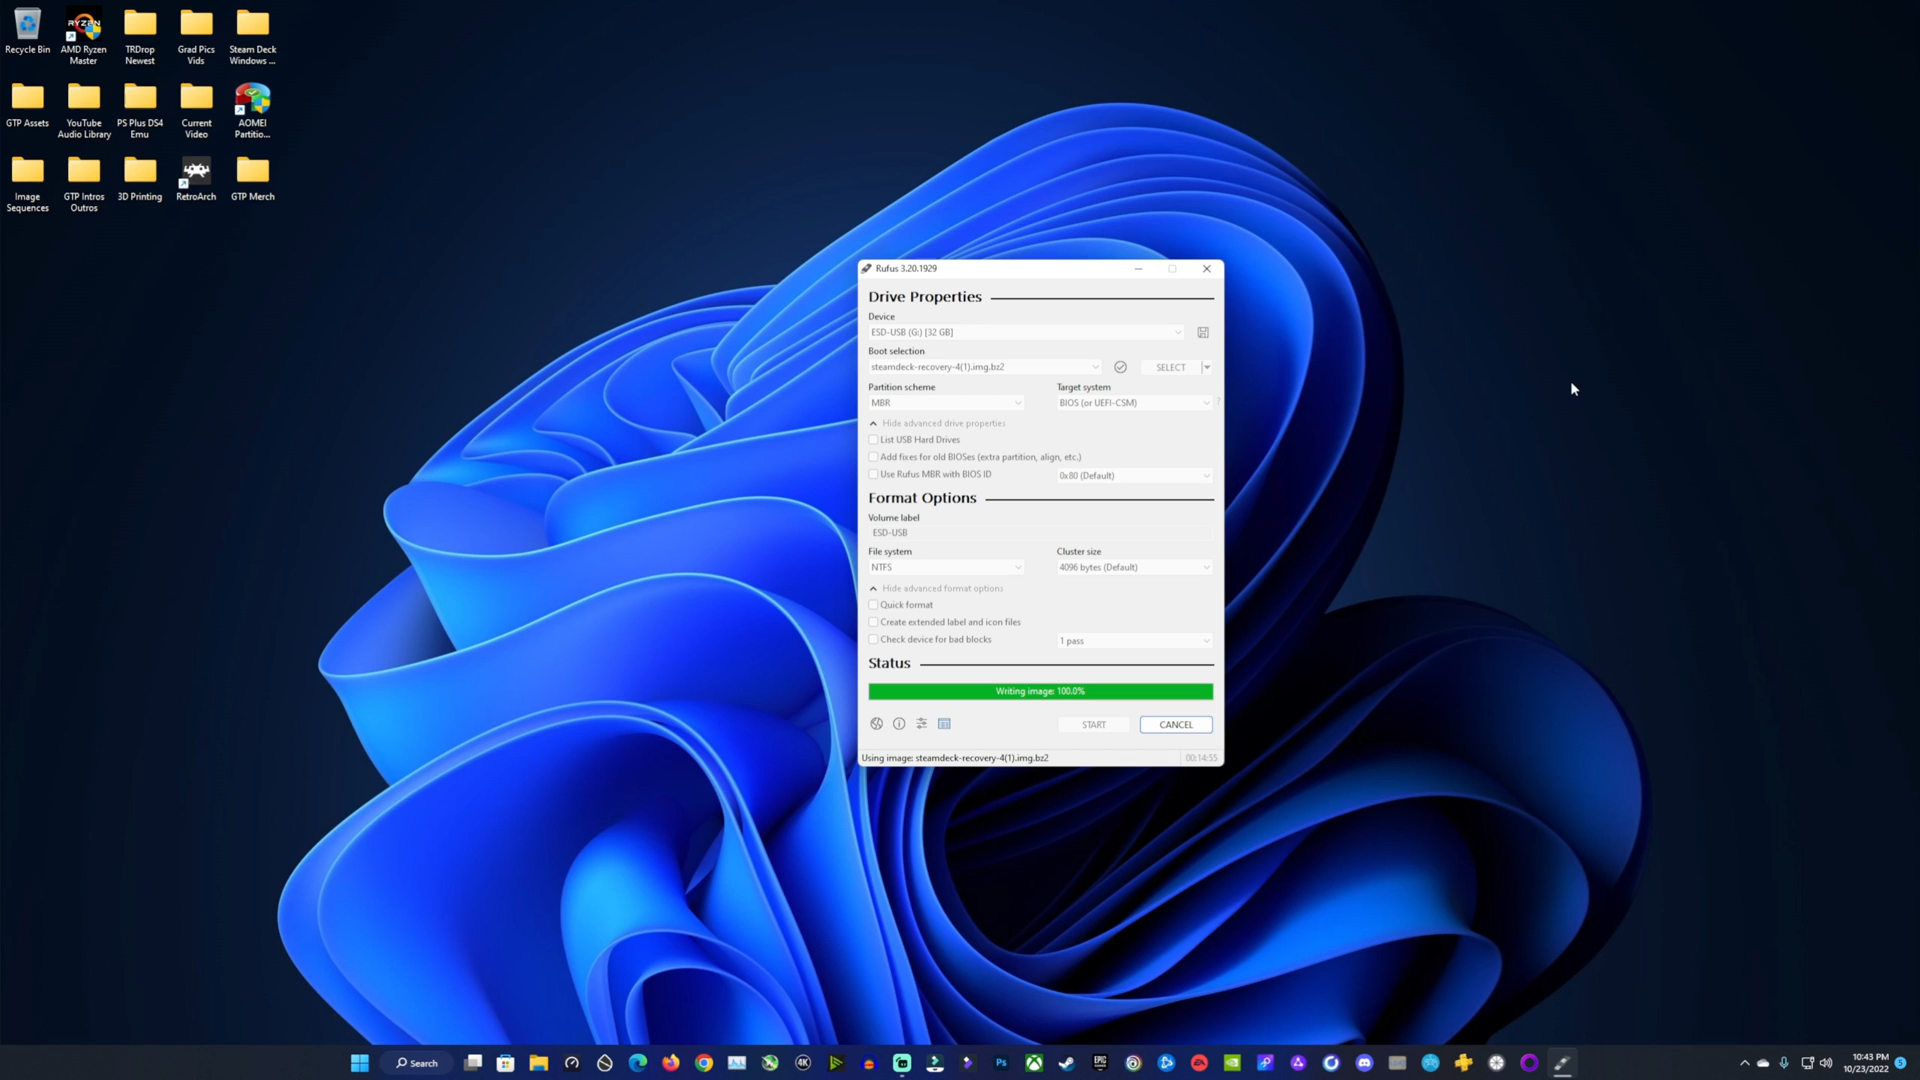 Recycle Bin
AMD Ryzen
Master
TRDrop
Newest
Grad Pics
Vids
Steam Deck
Windows ...
GTP Assets
YouTube
Audio Library
PS Plus DS4
Emu
Current
Video
AOMEI
Partitio...
Image
Sequences
GTP Intros
Outros
3D Printing
RetroArch
GTP Merch
RYZEN
Rufus 3.20.1929
Drive Properties
Device
ESD-USB (G:) [32 GB]
Boot selection
steamdeck-recovery-4(1).img.bz2
SELECT
Partition scheme
Target system
MBR
BIOS (or UEFI-CSM)
?
Hide advanced drive properties
List USB Hard Drives
Add fixes for old BIOSes (extra partition, align, etc.)
Use Rufus MBR with BIOS ID
0x80 (Default)
Format Options
Volume label
ESD-USB
File system
Cluster size
NTFS
4096 bytes (Default)
Hide advanced format options
Quick format
Create extended label and icon files
Check device for bad blocks
1 pass
Status
Writing image: 100.0%
START
CANCEL
Using image: steamdeck-recovery-4(1).img.bz2
00:14:55
Search
4K
Ps
EPIC
EA
10:43 PM
10/23/2022
5